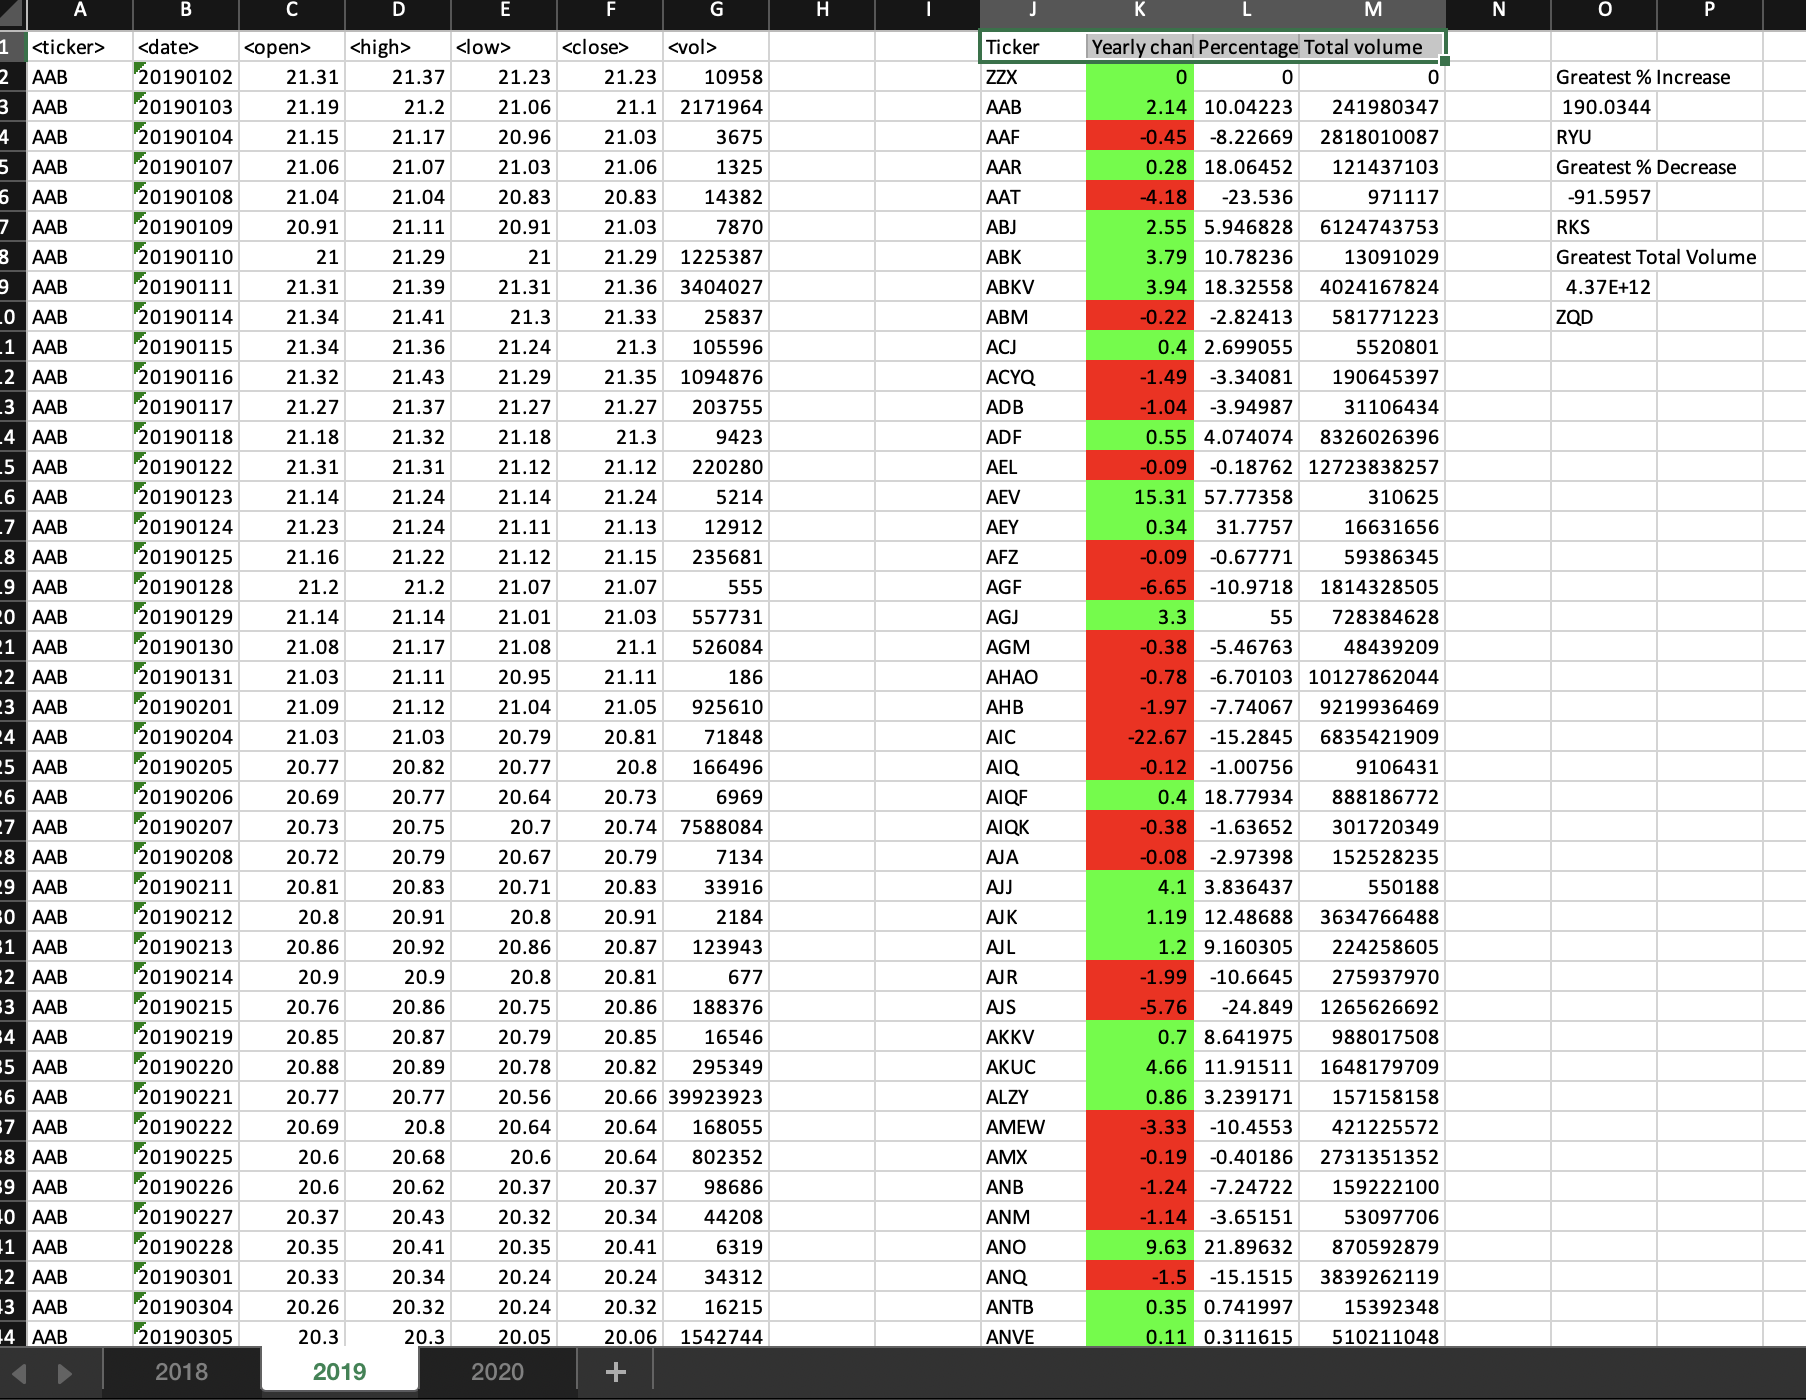 A B C D E F G H I J K L M N O P
1 <ticker> <date> <open> <high> <low> <close> <vol> Ticker Yearly chan Percentage Total volume
2 AAB 20190102 21.31 21.37 21.23 21.23 10958 ZZX 0 0 0 Greatest % Increase
3 AAB 20190103 21.19 21.2 21.06 21.1 2171964 AAB 2.14 10.04223 241980347 190.0344
4 AAB 20190104 21.15 21.17 20.96 21.03 3675 AAF -0.45 -8.22669 2818010087 RYU
5 AAB 20190107 21.06 21.07 21.03 21.06 1325 AAR 0.28 18.06452 121437103 Greatest % Decrease
6 AAB 20190108 21.04 21.04 20.83 20.83 14382 AAT -4.18 -23.536 971117 -91.5957
7 AAB 20190109 20.91 21.11 20.91 21.03 7870 ABJ 2.55 5.946828 6124743753 RKS
8 AAB 20190110 21 21.29 21 21.29 1225387 ABK 3.79 10.78236 13091029 Greatest Total Volume
9 AAB 20190111 21.31 21.39 21.31 21.36 3404027 ABKV 3.94 18.32558 4024167824 4.37E+12
0 AAB 20190114 21.34 21.41 21.3 21.33 25837 ABM -0.22 -2.82413 581771223 ZQD
1 AAB 20190115 21.34 21.36 21.24 21.3 105596 ACJ 0.4 2.699055 5520801
2 AAB 20190116 21.32 21.43 21.29 21.35 1094876 ACYQ -1.49 -3.34081 190645397
3 AAB 20190117 21.27 21.37 21.27 21.27 203755 ADB -1.04 -3.94987 31106434
4 AAB 20190118 21.18 21.32 21.18 21.3 9423 ADF 0.55 4.074074 8326026396
5 AAB 20190122 21.31 21.31 21.12 21.12 220280 AEL -0.09 -0.18762 12723838257
6 AAB 20190123 21.14 21.24 21.14 21.24 5214 AEV 15.31 57.77358 310625
7 AAB 20190124 21.23 21.24 21.11 21.13 12912 AEY 0.34 31.7757 16631656
8 AAB 20190125 21.16 21.22 21.12 21.15 235681 AFZ -0.09 -0.67771 59386345
9 AAB 20190128 21.2 21.2 21.07 21.07 555 AGF -6.65 -10.9718 1814328505
20 AAB 20190129 21.14 21.14 21.01 21.03 557731 AGJ 3.3 55 728384628
21 AAB 20190130 21.08 21.17 21.08 21.1 526084 AGM -0.38 -5.46763 48439209
22 AAB 20190131 21.03 21.11 20.95 21.11 186 AHAO -0.78 -6.70103 10127862044
23 AAB 20190201 21.09 21.12 21.04 21.05 925610 AHB -1.97 -7.74067 9219936469
24 AAB 20190204 21.03 21.03 20.79 20.81 71848 AIC -22.67 -15.2845 6835421909
25 AAB 20190205 20.77 20.82 20.77 20.8 166496 AIQ -0.12 -1.00756 9106431
26 AAB 20190206 20.69 20.77 20.64 20.73 6969 AIQF 0.4 18.77934 888186772
27 AAB 20190207 20.73 20.75 20.7 20.74 7588084 AIQK -0.38 -1.63652 301720349
28 AAB 20190208 20.72 20.79 20.67 20.79 7134 AJA -0.08 -2.97398 152528235
29 AAB 20190211 20.81 20.83 20.71 20.83 33916 AJJ 4.1 3.836437 550188
30 AAB 20190212 20.8 20.91 20.8 20.91 2184 AJK 1.19 12.48688 3634766488
31 AAB 20190213 20.86 20.92 20.86 20.87 123943 AJL 1.2 9.160305 224258605
32 AAB 20190214 20.9 20.9 20.8 20.81 677 AJR -1.99 -10.6645 275937970
33 AAB 20190215 20.76 20.86 20.75 20.86 188376 AJS -5.76 -24.849 1265626692
34 AAB 20190219 20.85 20.87 20.79 20.85 16546 AKKV 0.7 8.641975 988017508
35 AAB 20190220 20.88 20.89 20.78 20.82 295349 AKUC 4.66 11.91511 1648179709
36 AAB 20190221 20.77 20.77 20.56 20.66 39923923 ALZY 0.86 3.239171 157158158
37 AAB 20190222 20.69 20.8 20.64 20.64 168055 AMEW -3.33 -10.4553 421225572
38 AAB 20190225 20.6 20.68 20.6 20.64 802352 AMX -0.19 -0.40186 2731351352
39 AAB 20190226 20.6 20.62 20.37 20.37 98686 ANB -1.24 -7.24722 159222100
40 AAB 20190227 20.37 20.43 20.32 20.34 44208 ANM -1.14 -3.65151 53097706
41 AAB 20190228 20.35 20.41 20.35 20.41 6319 ANO 9.63 21.89632 870592879
42 AAB 20190301 20.33 20.34 20.24 20.24 34312 ANQ -1.5 -15.1515 3839262119
43 AAB 20190304 20.26 20.32 20.24 20.32 16215 ANTB 0.35 0.741997 15392348
44 AAB 20190305 20.3 20.3 20.05 20.06 1542744 ANVE 0.11 0.311615 510211048
2018 2019 2020 +